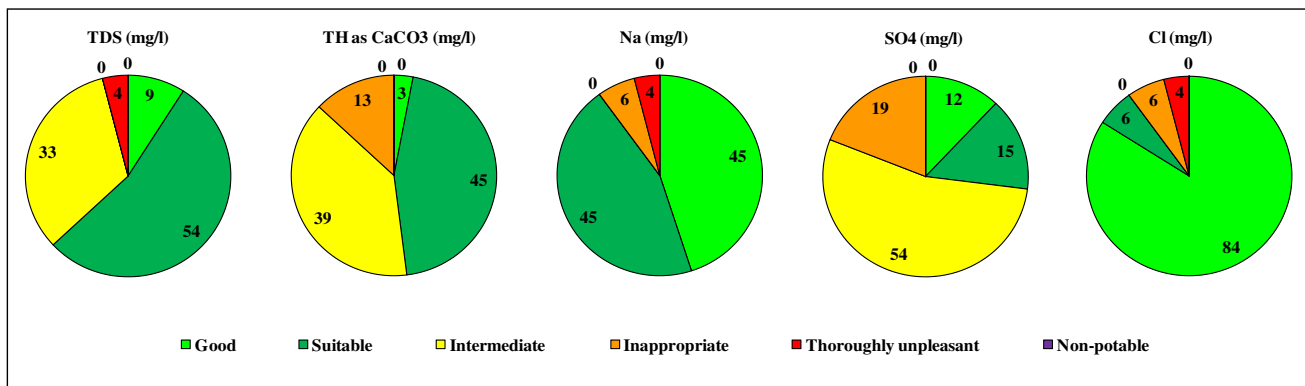 TDS (mg/l)
TH as CaCO3 (mg/l)
Na (mg/l)
SO4 (mg/l)
Cl (mg/l)
0 0
4 9
33
54
0 0
13 3
45
39
0
0
6 4
45
45
0 0
19 12
15
54
0
0
6 6 4
84
Good Suitable Intermediate Inappropriate Thoroughly unpleasant Non-potable